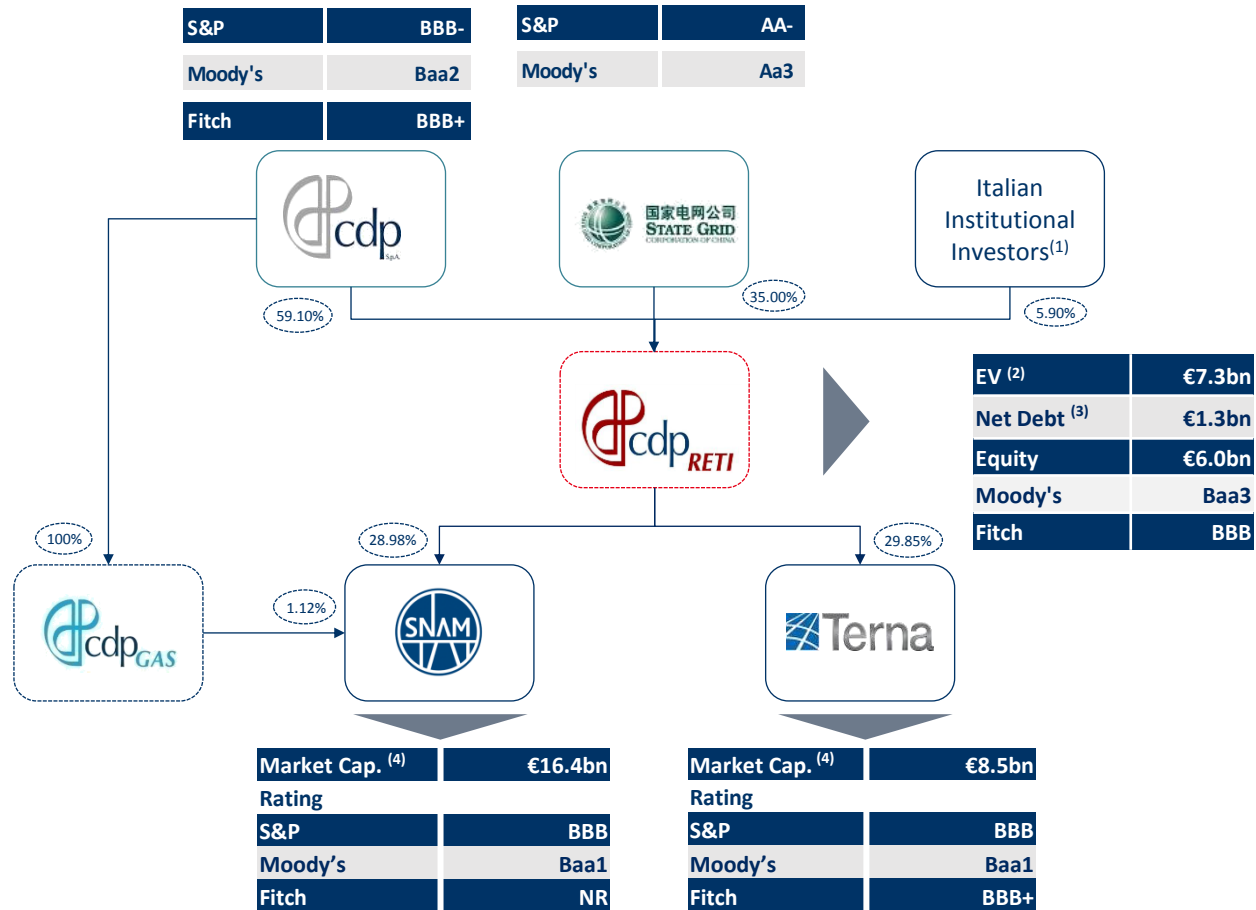 S&P BBB-
Moody's Baa2
Fitch BBB+
S&P AA-
Moody's Aa3
cdp
S.p.A.
国家电网公司
STATE GRID
CORPORATION OF CHINA
Italian
Institutional
Investors(1)
59.10%
35.00%
5.90%
cdp RETI
EV (2) €7.3bn
Net Debt (3) €1.3bn
Equity €6.0bn
Moody's Baa3
Fitch BBB
100%
28.98%
29.85%
cdp GAS
1.12%
SNAM
Terna
Market Cap. (4) €16.4bn
Rating
S&P BBB
Moody’s Baa1
Fitch NR
Market Cap. (4) €8.5bn
Rating
S&P BBB
Moody’s Baa1
Fitch BBB+